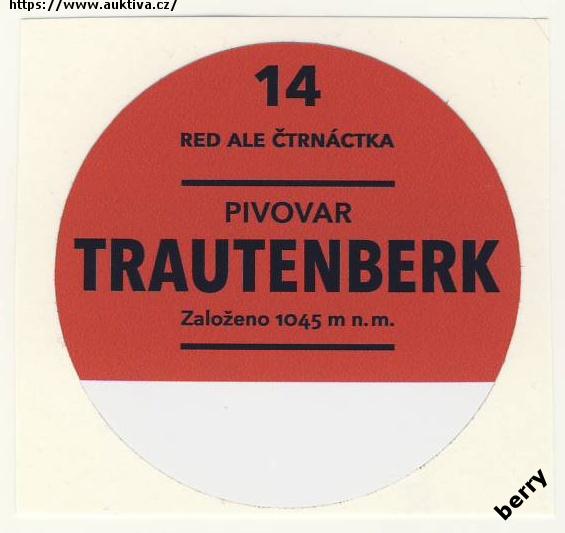 https://www.auktiva.cz/
14
RED ALE ČTRNÁCTKA
PIVOVAR
TRAUTENBERK
Založeno 1045 m n.m.
berry